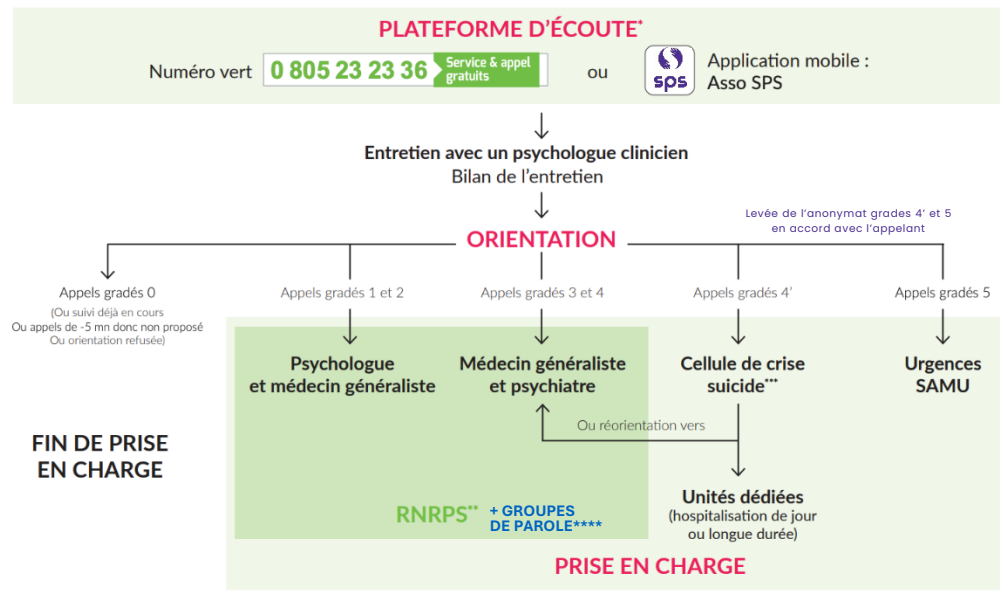 PLATEFORME D'ÉCOUTE*
Numéro vert 0 805 23 23 36 Service & appel gratuits ou sps Application mobile :
Asso SPS
Entretien avec un psychologue clinicien
Bilan de l'entretien
Levée de l'anonymat grades 4' et 5
en accord avec l'appelant
ORIENTATION
Appels gradés 0
(Ou suivi déjà en cours
Ou appels de -5 mn donc non proposé
Ou orientation refusée)
Appels gradés 1 et 2
Appels gradés 3 et 4
Appels gradés 4'
Appels gradés 5
Psychologue
et médecin généraliste
Médecin généraliste
et psychiatre
Cellule de crise
suicide***
Urgences
SAMU
Ou réorientation vers
FIN DE PRISE
EN CHARGE
Unités dédiées
(hospitalisation de jour
ou longue durée)
RNRPS**
+ GROUPES
DE PAROLE****
PRISE EN CHARGE